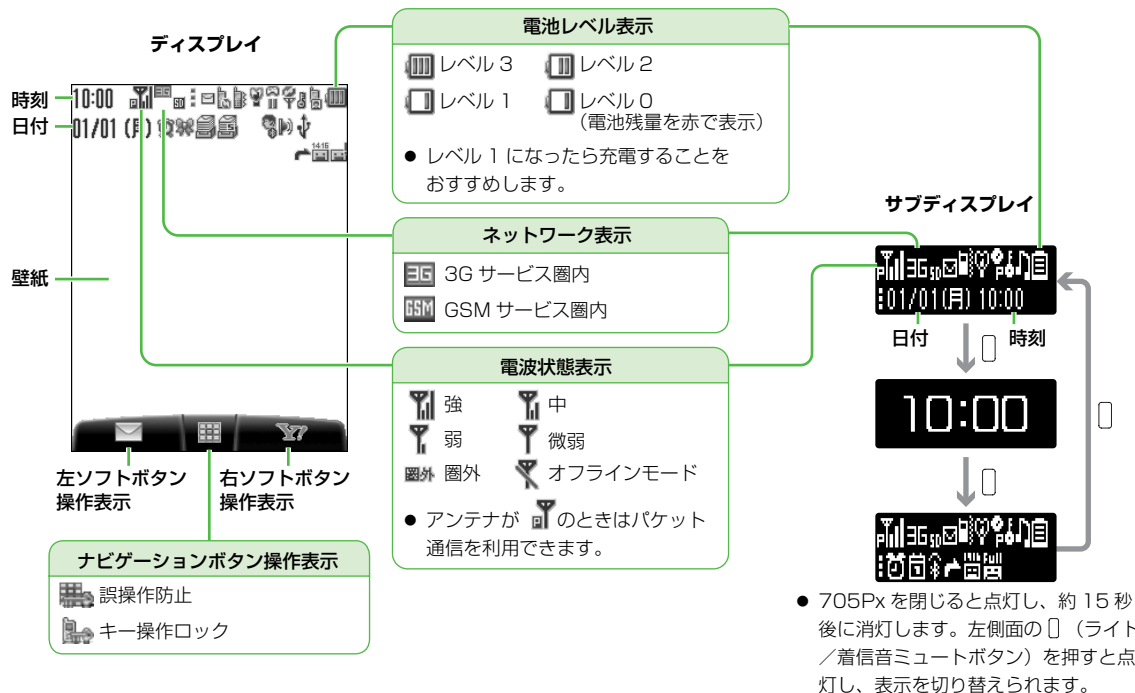 ディスプレイ
時刻
10:00
日付
01/01 (月)
壁紙
左ソフトボタン
操作表示
右ソフトボタン
操作表示
ナビゲーションボタン操作表示
誤操作防止
キー操作ロック
電池レベル表示
レベル 3 レベル 2
レベル 1 レベル 0
(電池残量を赤で表示)
● レベル 1 になったら充電することを
おすすめします。
ネットワーク表示
3G 3G サービス圏内
GSM GSM サービス圏内
電波状態表示
強 中
弱 微弱
圏外 圏外 オフラインモード
● アンテナが のときはパケット
通信を利用できます。
サブディスプレイ
3G SD
01/01(月) 10:00
日付 時刻
10:00
3G SD
● 705Px を閉じると点灯し、約 15 秒
後に消灯します。左側面の (ライト
/着信音ミュートボタン)を押すと点
灯し、表示を切り替えられます。